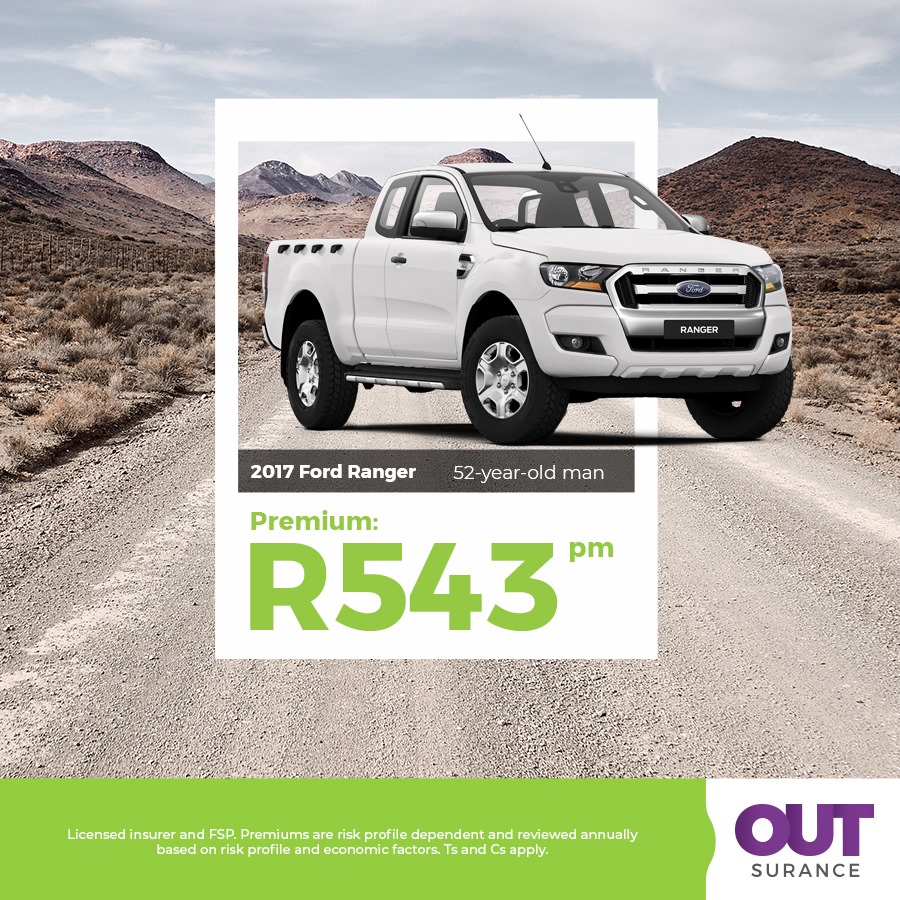 RANGER
Ford
RANGER
2017 Ford Ranger 52-year-old man
Premium:
R543 pm
Licensed insurer and FSP. Premiums are risk profile dependent and reviewed annually
based on risk profile and economic factors. Ts and Cs apply.
OUT
SURANCE